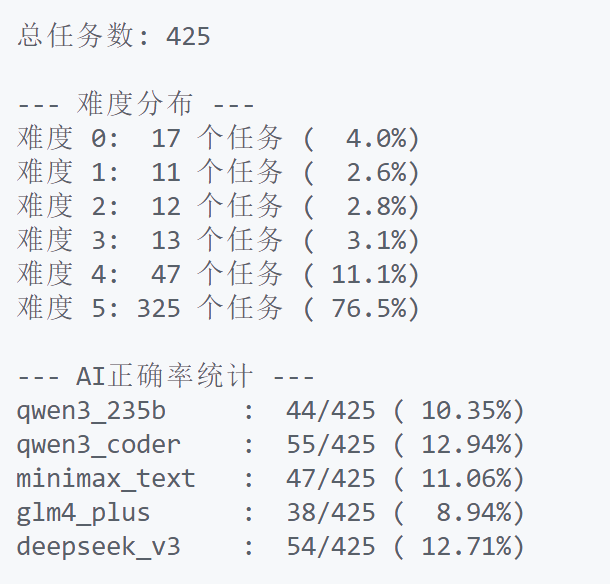 总任务数: 425
--- 难度分布 ---
难度 0:  17 个任务 (  4.0%)
难度 1:  11 个任务 (  2.6%)
难度 2:  12 个任务 (  2.8%)
难度 3:  13 个任务 (  3.1%)
难度 4:  47 个任务 ( 11.1%)
难度 5: 325 个任务 ( 76.5%)
--- AI正确率统计 ---
qwen3_235b     :  44/425 ( 10.35%)
qwen3_coder    :  55/425 ( 12.94%)
minimax_text   :  47/425 ( 11.06%)
glm4_plus      :  38/425 (  8.94%)
deepseek_v3    :  54/425 ( 12.71%)